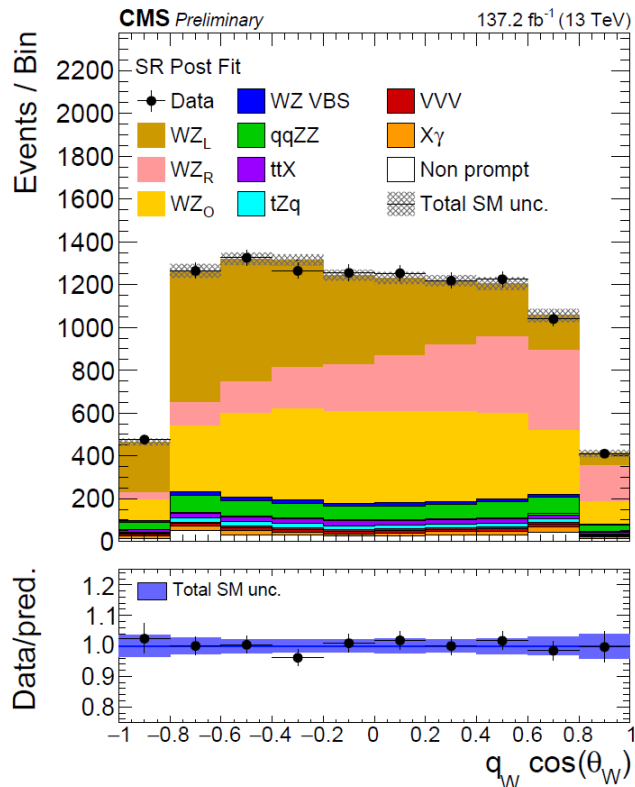 CMS Preliminary 137.2 fb⁻¹ (13 TeV)
Events / Bin
2200
2000
1800
1600
1400
1200
1000
800
600
400
200
0
SR Post Fit
Data WZ VBS VVV
WZ_L qqZZ Xγ
WZ_R ttX Non prompt
WZ_O tZq Total SM unc.
Data/pred.
1.2
1.1
1.0
0.9
0.8
Total SM unc.
−1 −0.8 −0.6 −0.4 −0.2 0 0.2 0.4 0.6 0.8 1
q_W cos(θ_W)